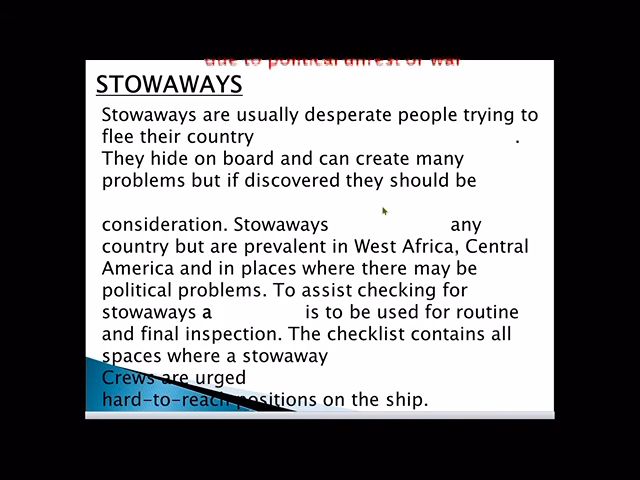 due to political unrest or war
STOWAWAYS
Stowaways are usually desperate people trying to
flee their country .
They hide on board and can create many
problems but if discovered they should be
consideration. Stowaways any
country but are prevalent in West Africa, Central
America and in places where there may be
political problems. To assist checking for
stowaways a is to be used for routine
and final inspection. The checklist contains all
spaces where a stowaway
Crews are urged
hard-to-reach positions on the ship.